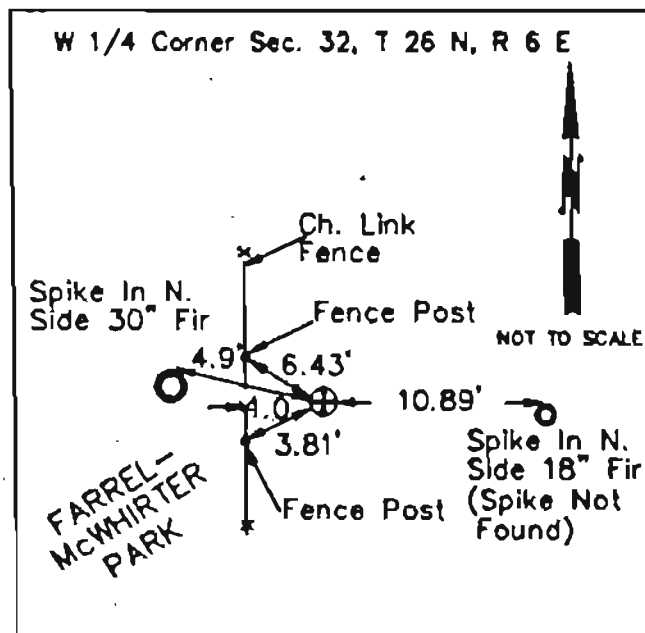 W 1/4 Corner Sec. 32, T 26 N, R 6 E
N
Ch. Link
Fence
Spike In N.
Side 30" Fir
Fence Post
NOT TO SCALE
4.9'
6.43'
4.0
10.89'
3.81'
Spike In N.
Side 18" Fir
(Spike Not
Found)
Fence Post
FARREL-
McWHIRTER
PARK